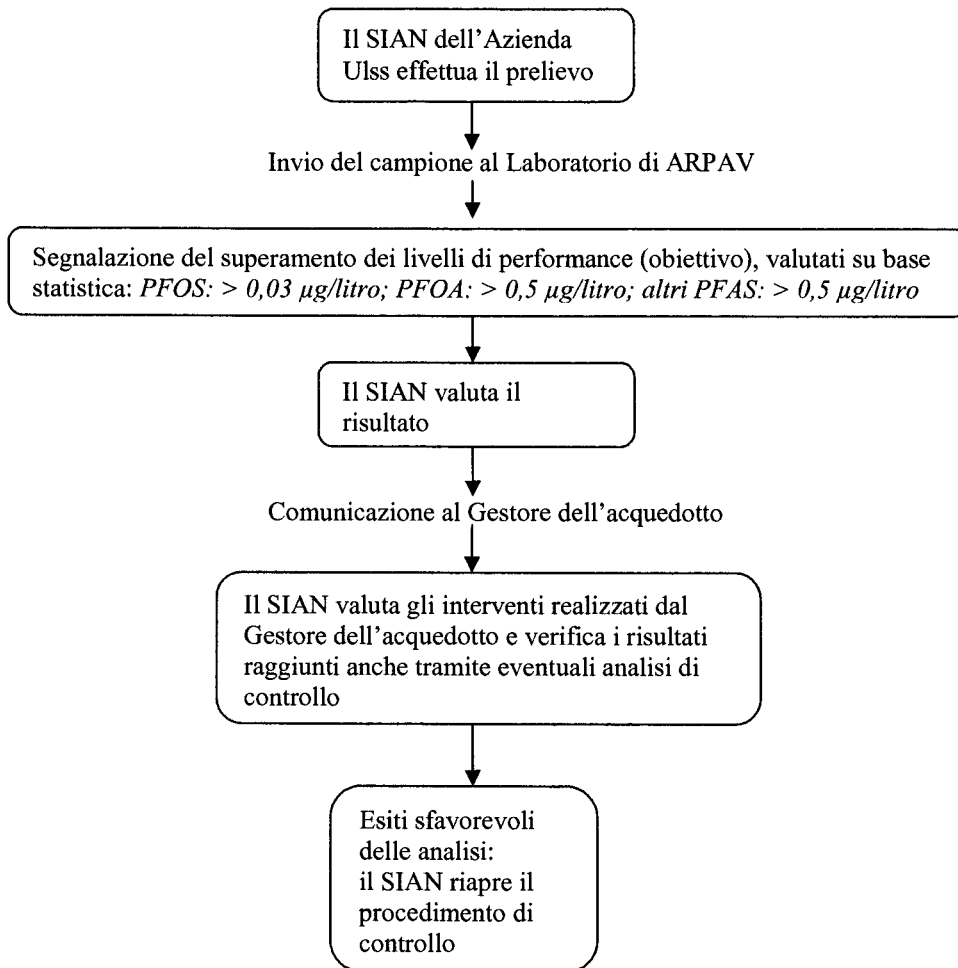 Il SIAN dell'Azienda
Ulss effettua il prelievo
Invio del campione al Laboratorio di ARPAV
Segnalazione del superamento dei livelli di performance (obiettivo), valutati su base
statistica: PFOS: > 0,03 µg/litro; PFOA: > 0,5 µg/litro; altri PFAS: > 0,5 µg/litro
Il SIAN valuta il
risultato
Comunicazione al Gestore dell'acquedotto
Il SIAN valuta gli interventi realizzati dal
Gestore dell'acquedotto e verifica i risultati
raggiunti anche tramite eventuali analisi di
controllo
Esiti sfavorevoli
delle analisi:
il SIAN riapre il
procedimento di
controllo